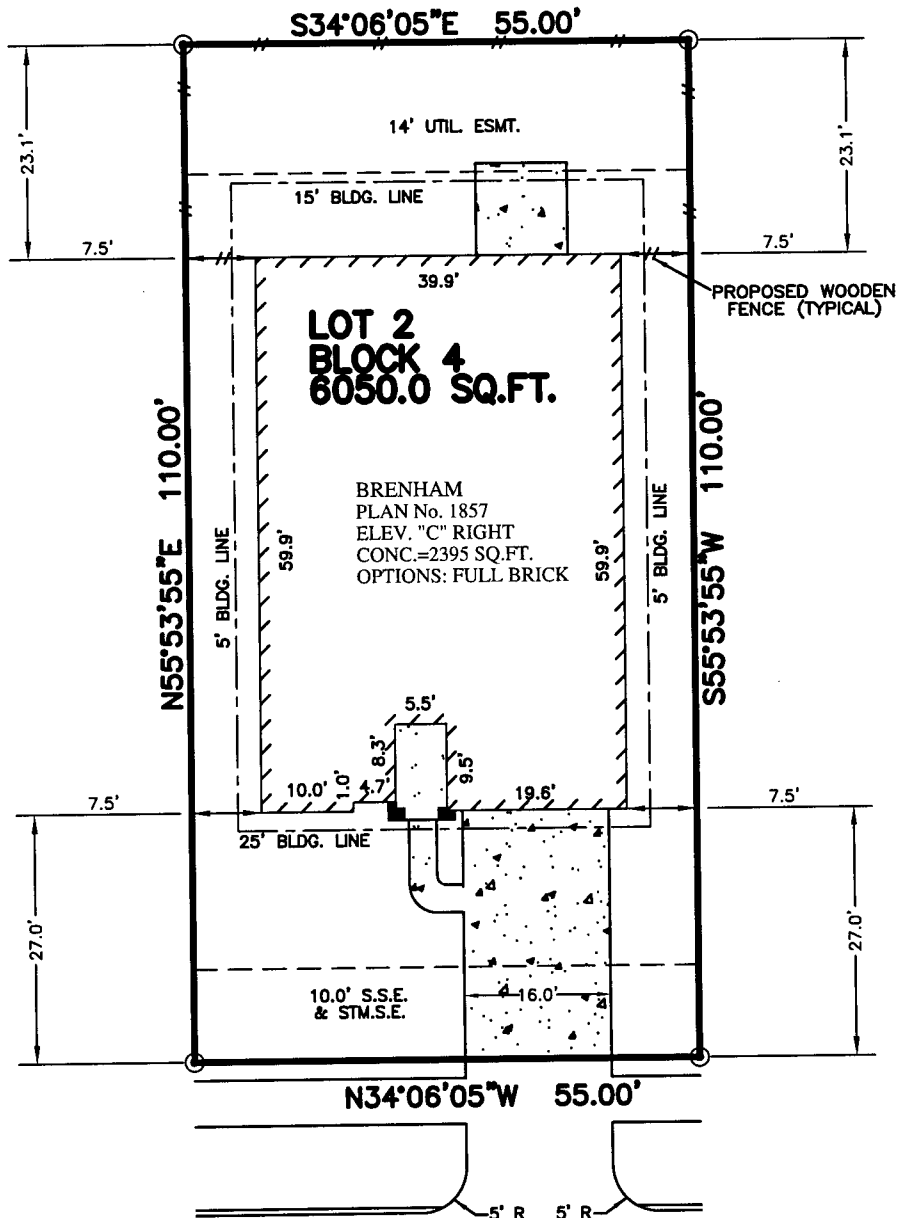 S34°06'05"E 55.00'
14' UTIL. ESMT.
23.1'
23.1'
15' BLDG. LINE
7.5'
7.5'
39.9'
PROPOSED WOODEN
FENCE (TYPICAL)
LOT 2
BLOCK 4
6050.0 SQ.FT.
N55°53'55"E 110.00'
S55°53'55"W 110.00'
BRENHAM
PLAN No. 1857
ELEV. "C" RIGHT
CONC.=2395 SQ.FT.
OPTIONS: FULL BRICK
5' BLDG. LINE
59.9'
59.9'
5' BLDG. LINE
5.5'
8.3'
9.5'
10.0'
1.0'
4.7'
19.6'
7.5'
7.5'
25' BLDG. LINE
27.0'
27.0'
10.0' S.S.E.
& STM.S.E.
16.0'
N34°06'05"W 55.00'
5' R
5' R